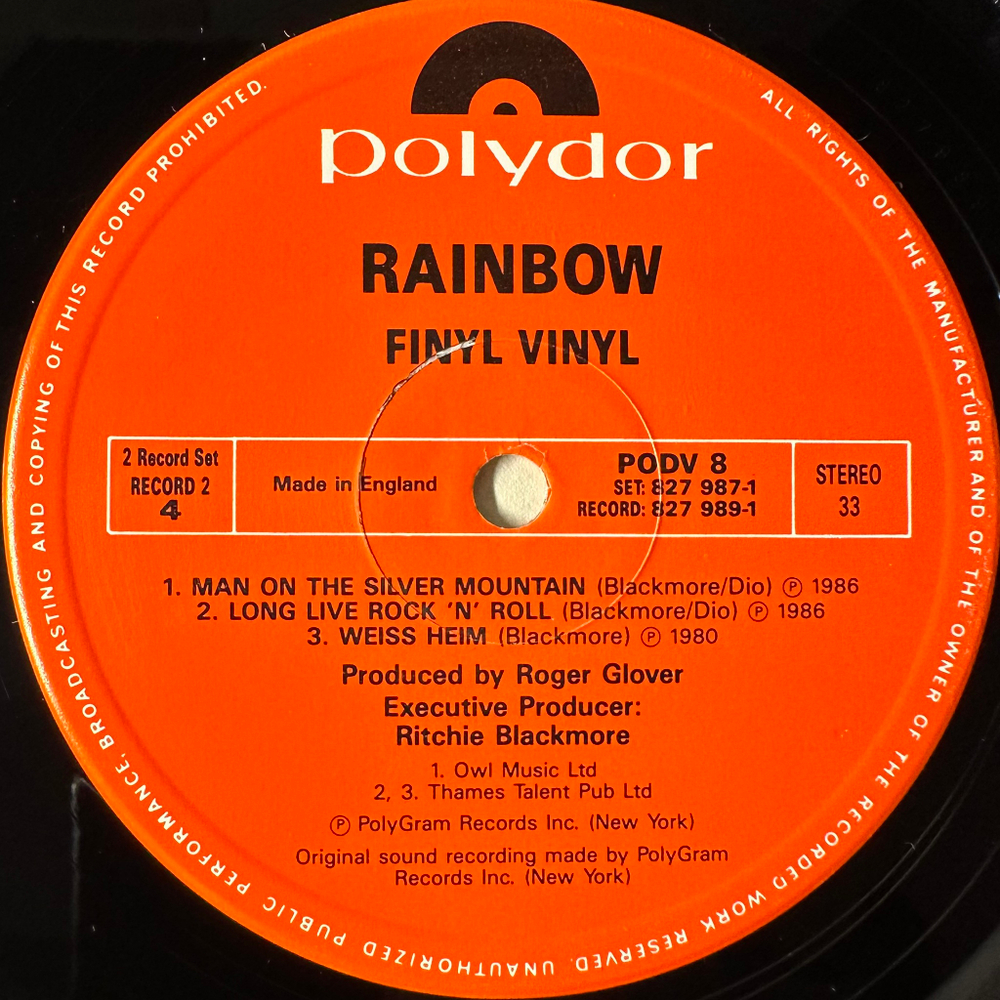 polydor
RAINBOW
FINYL VINYL
2 Record Set
RECORD 2
4
Made in England
PODV 8
SET: 827 987-1
RECORD: 827 989-1
STEREO
33
1. MAN ON THE SILVER MOUNTAIN (Blackmore/Dio) ℗ 1986
2. LONG LIVE ROCK 'N' ROLL (Blackmore/Dio) ℗ 1986
3. WEISS HEIM (Blackmore) ℗ 1980
Produced by Roger Glover
Executive Producer:
Ritchie Blackmore
1. Owl Music Ltd
2, 3. Thames Talent Pub Ltd
℗ PolyGram Records Inc. (New York)
Original sound recording made by PolyGram
Records Inc. (New York)
ALL RIGHTS OF THE MANUFACTURER AND OF THE OWNER OF THE RECORDED WORK RESERVED. UNAUTHORIZED PUBLIC PERFORMANCE, BROADCASTING AND COPYING OF THIS RECORD PROHIBITED.